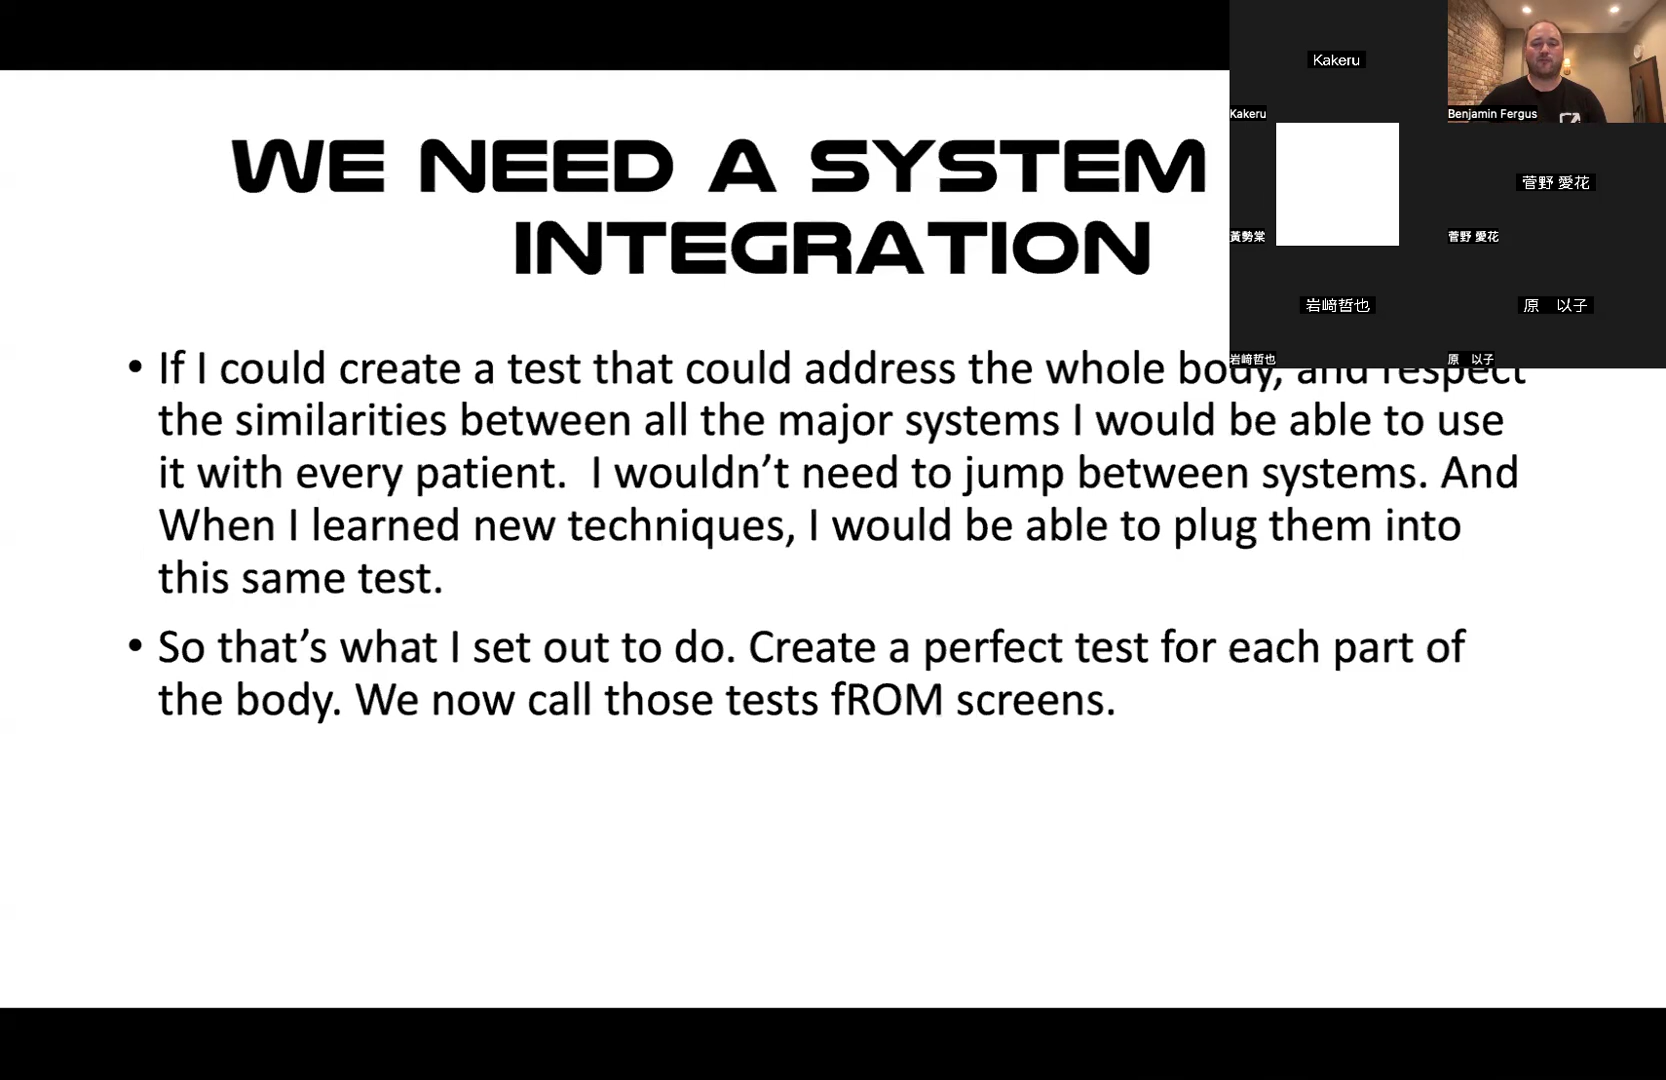 WE NEED A SYSTEM
INTEGRATION
• If I could create a test that could address the whole body, and respect
the similarities between all the major systems I would be able to use
it with every patient.  I wouldn’t need to jump between systems. And
When I learned new techniques, I would be able to plug them into
this same test.
• So that’s what I set out to do. Create a perfect test for each part of
the body. We now call those tests fROM screens.
Kakeru
Kakeru
Benjamin Fergus
菅野 愛花
黃勢棠
菅野 愛花
岩﨑哲也
原　以子
岩﨑哲也
原　以子